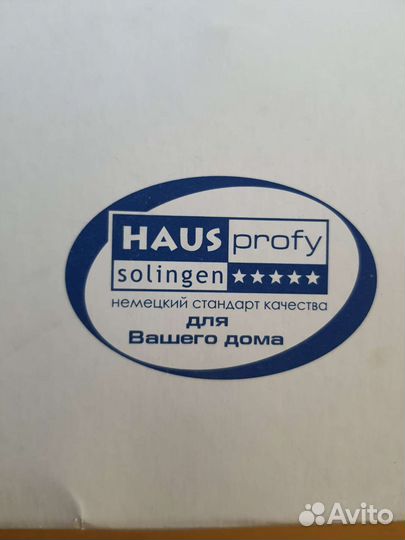 HAUS profy
solingen ★★★★★
немецкий стандарт качества
для
Вашего дома
Avito